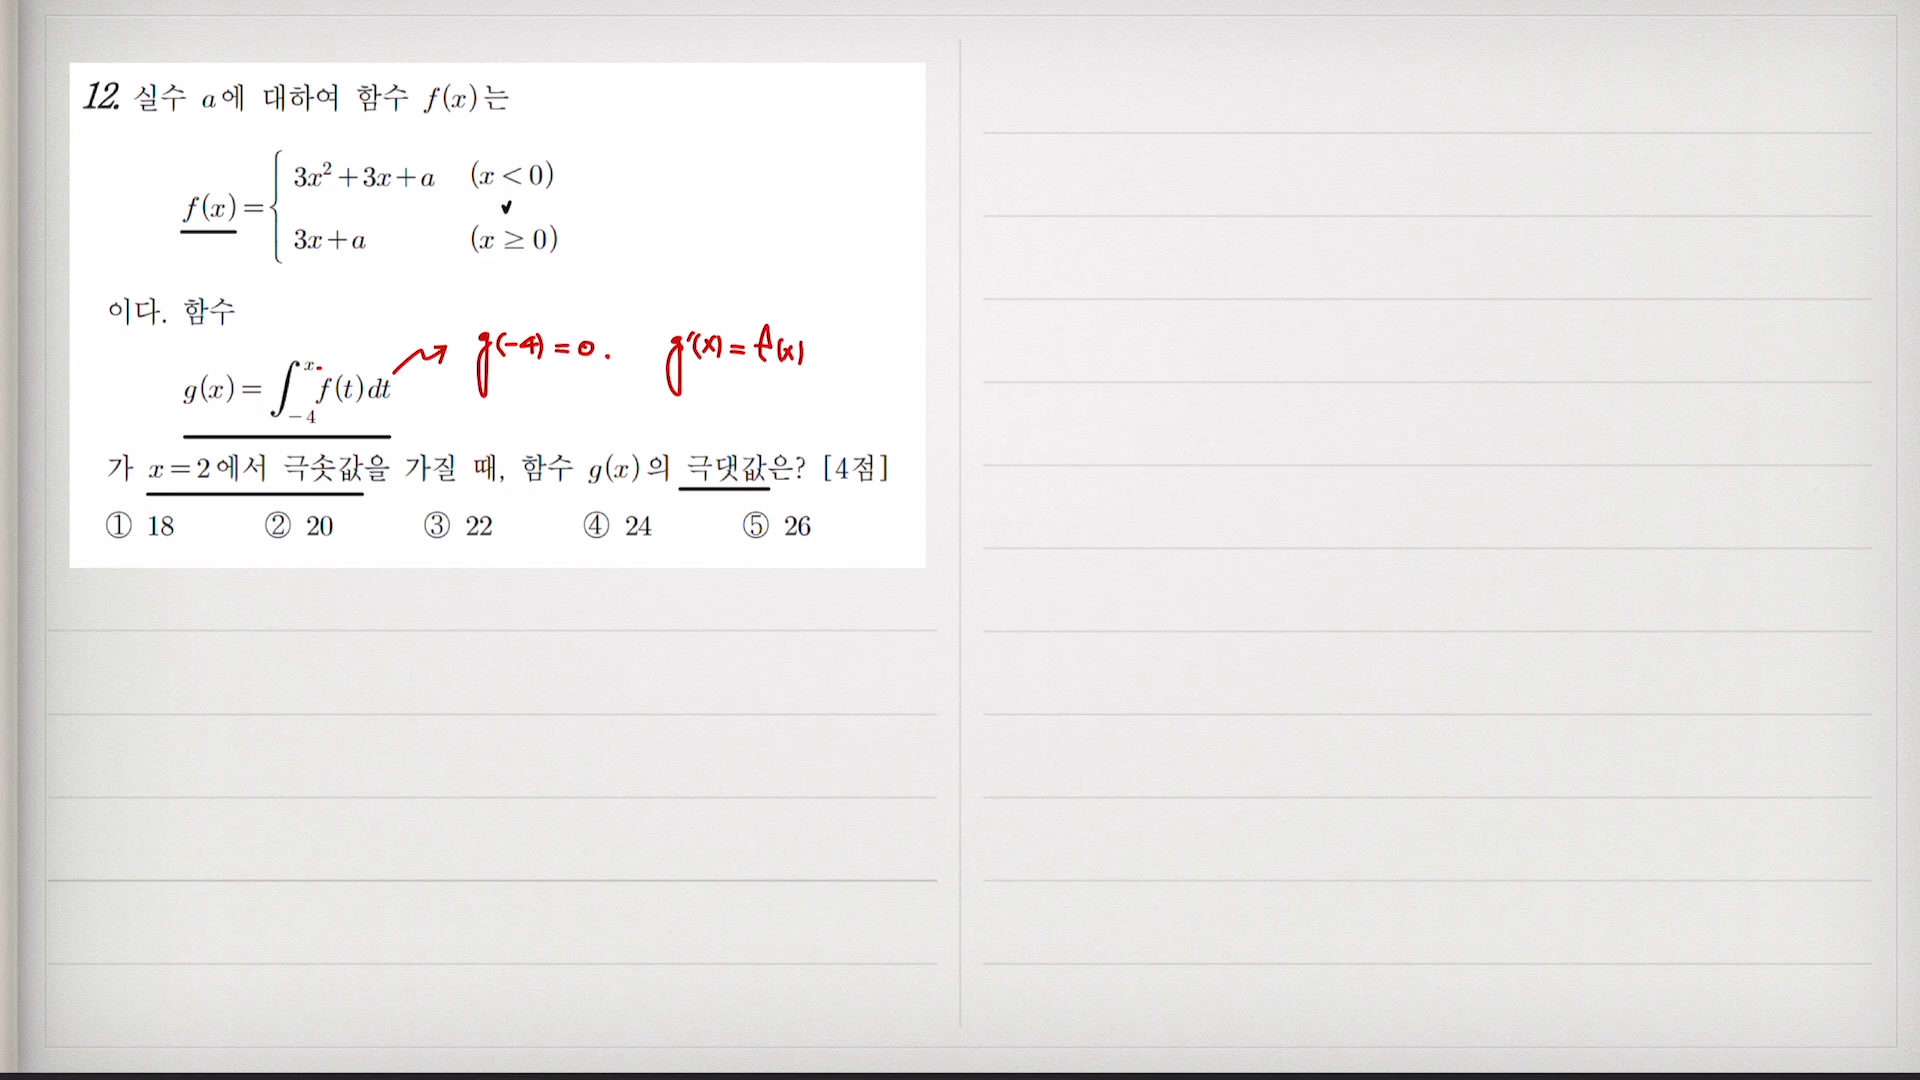 12. 실수 a에 대하여 함수 f(x)는
f(x)={ 3x²+3x+a (x<0)
3x+a (x≥0)
이다. 함수
g(-4)=0. g'(x)=f(x)
g(x)=∫_{-4}^{x} f(t)dt
가 x=2에서 극솟값을 가질 때, 함수 g(x)의 극댓값은? [4점]
① 18 ② 20 ③ 22 ④ 24 ⑤ 26